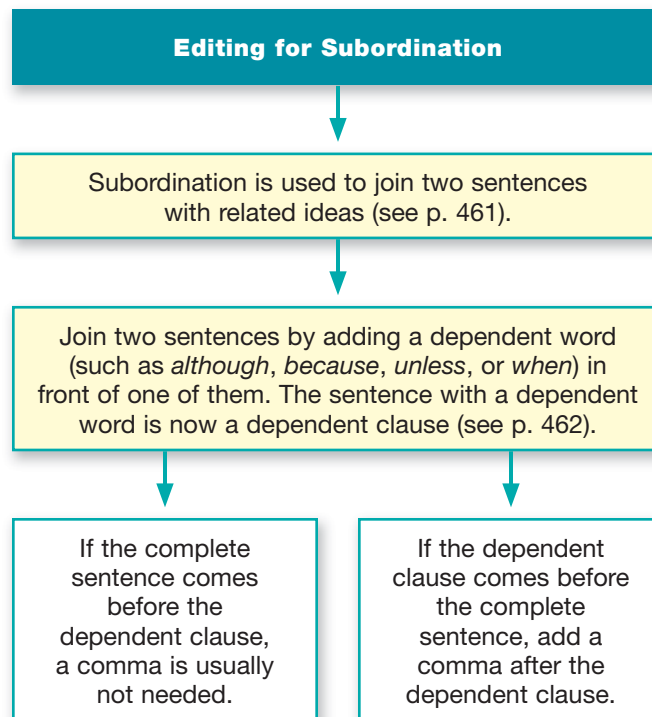 Editing for Subordination
Subordination is used to join two sentences
with related ideas (see p. 461).
Join two sentences by adding a dependent word
(such as although, because, unless, or when) in
front of one of them. The sentence with a dependent
word is now a dependent clause (see p. 462).
If the complete
sentence comes
before the
dependent clause,
a comma is usually
not needed.
If the dependent
clause comes before
the complete
sentence, add a
comma after the
dependent clause.